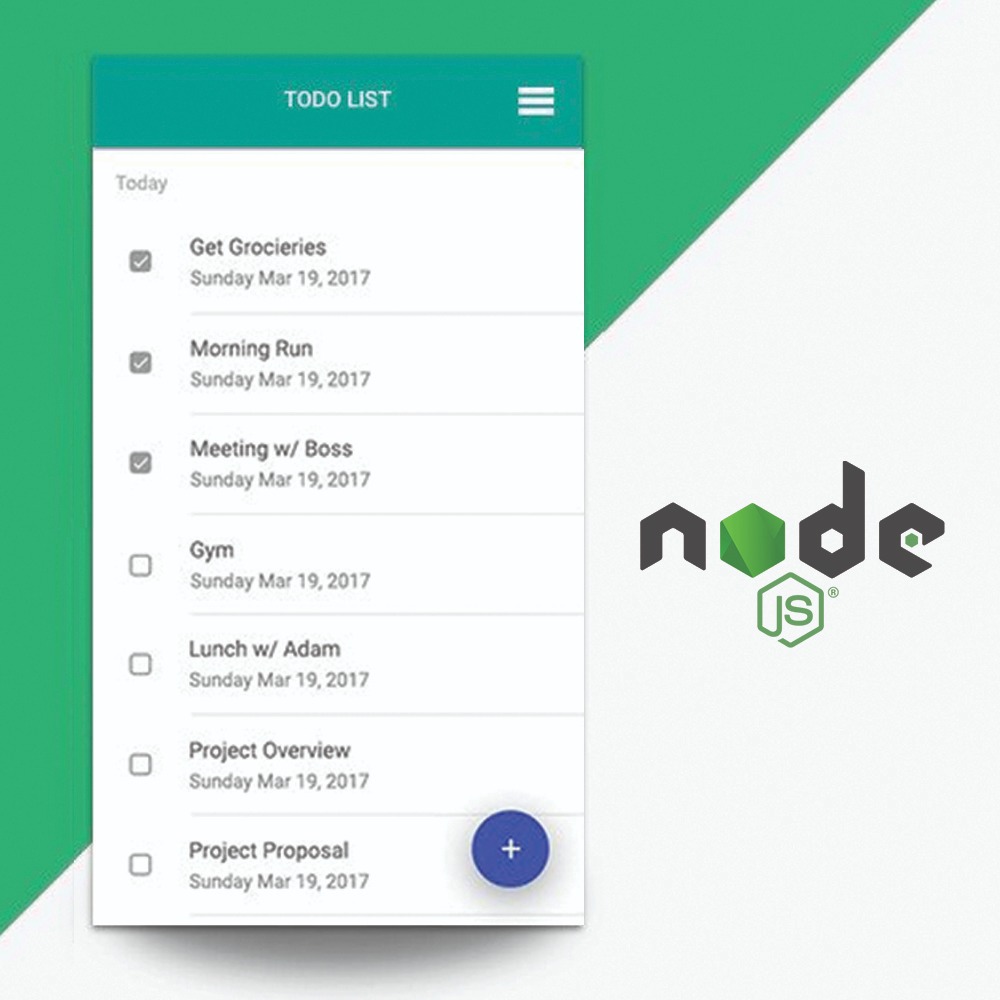 TODO LIST
Today
Get Grocieries
Sunday Mar 19, 2017
Morning Run
Sunday Mar 19, 2017
Meeting w/ Boss
Sunday Mar 19, 2017
Gym
Sunday Mar 19, 2017
Lunch w/ Adam
Sunday Mar 19, 2017
Project Overview
Sunday Mar 19, 2017
Project Proposal
Sunday Mar 19, 2017
+
node
JS®